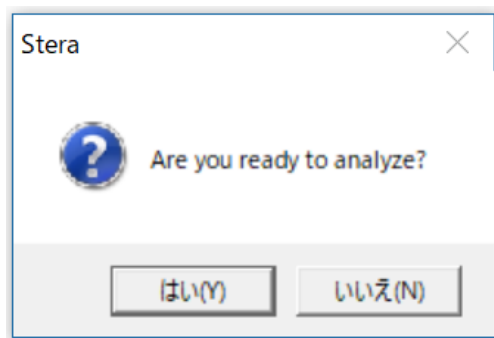 Stera
Are you ready to analyze?
はい(Y)
いいえ(N)